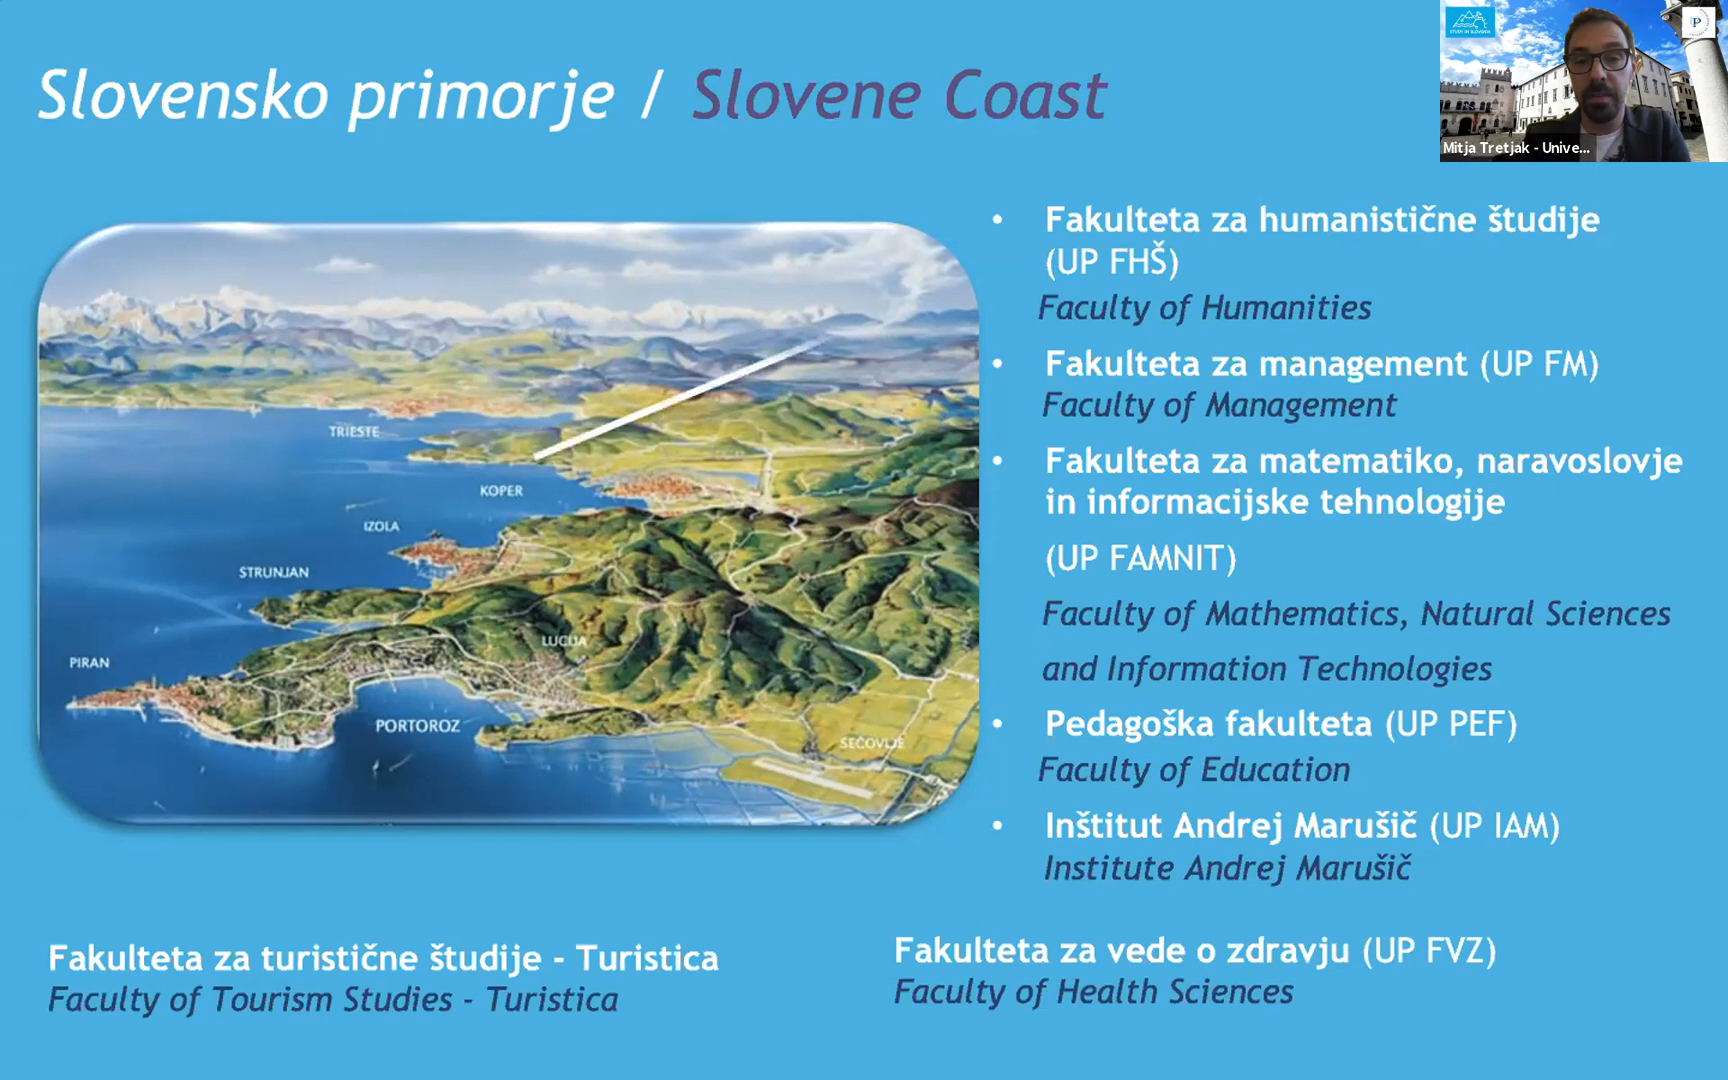 Slovensko primorje / Slovene Coast
STUDY IN SLOVENIA
P
Mitja Tretjak - Unive...
TRIESTE
KOPER
IZOLA
STRUNJAN
LUCIJA
PIRAN
PORTOROZ
SEČOVLJE
• Fakulteta za humanistične študije
(UP FHŠ)
Faculty of Humanities
• Fakulteta za management (UP FM)
Faculty of Management
• Fakulteta za matematiko, naravoslovje
in informacijske tehnologije
(UP FAMNIT)
Faculty of Mathematics, Natural Sciences
and Information Technologies
• Pedagoška fakulteta (UP PEF)
Faculty of Education
• Inštitut Andrej Marušič (UP IAM)
Institute Andrej Marušič
Fakulteta za turistične študije - Turistica
Faculty of Tourism Studies - Turistica
Fakulteta za vede o zdravju (UP FVZ)
Faculty of Health Sciences